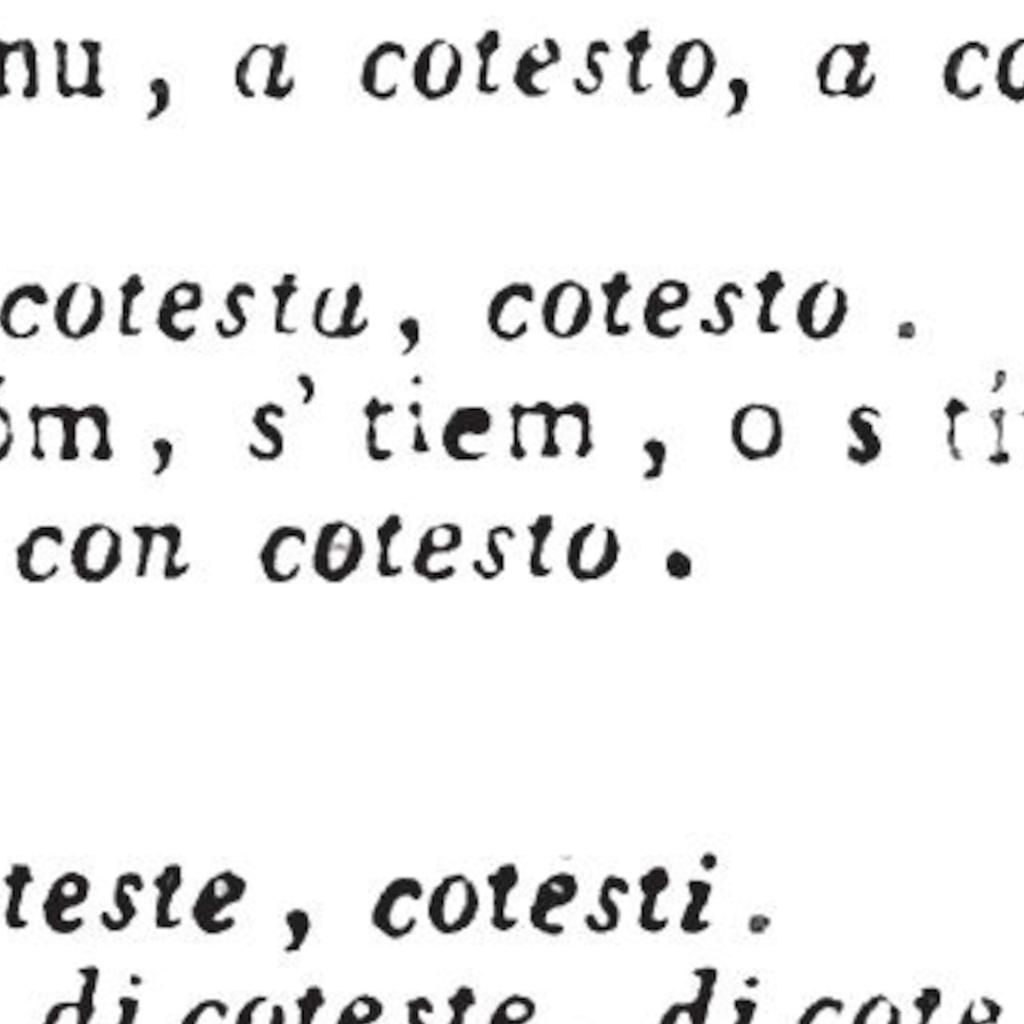 nu, a cotesto, a co
cotestu, cotesto.
óm, s' tiem, o s tí
con cotesto.
teste, cotesti.
di coteste, di cote